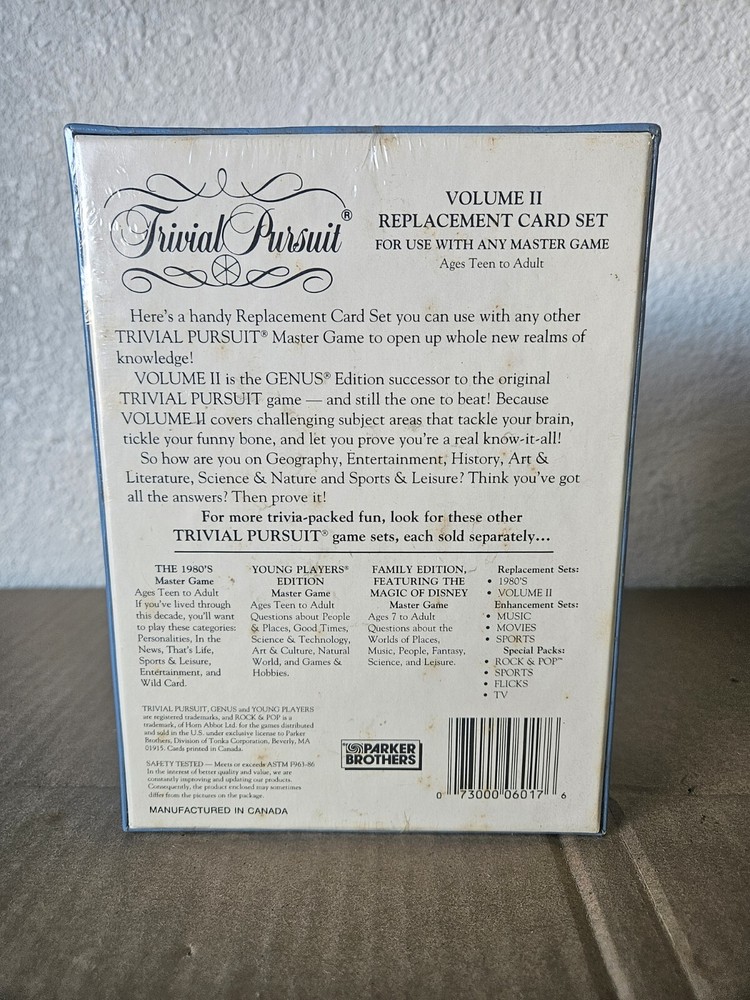 Trivial Pursuit®
VOLUME II
REPLACEMENT CARD SET
FOR USE WITH ANY MASTER GAME
Ages Teen to Adult
Here's a handy Replacement Card Set you can use with any other
TRIVIAL PURSUIT® Master Game to open up whole new realms of
knowledge!
VOLUME II is the GENUS® Edition successor to the original
TRIVIAL PURSUIT game — and still the one to beat! Because
VOLUME II covers challenging subject areas that tackle your brain,
tickle your funny bone, and let you prove you're a real know-it-all!
So how are you on Geography, Entertainment, History, Art &
Literature, Science & Nature and Sports & Leisure? Think you've got
all the answers? Then prove it!
For more trivia-packed fun, look for these other
TRIVIAL PURSUIT® game sets, each sold separately...
THE 1980'S
Master Game
Ages Teen to Adult
If you've lived through
this decade, you'll want
to play these categories:
Personalities, In the
News, That's Life,
Sports & Leisure,
Entertainment, and
Wild Card.
YOUNG PLAYERS®
EDITION
Master Game
Ages Teen to Adult
Questions about People
& Places, Good Times,
Science & Technology,
Art & Culture, Natural
World, and Games &
Hobbies.
FAMILY EDITION,
FEATURING THE
MAGIC OF DISNEY
Master Game
Ages 7 to Adult
Questions about the
Worlds of Places,
Music, People, Fantasy,
Science, and Leisure.
Replacement Sets:
• 1980'S
• VOLUME II
Enhancement Sets:
• MUSIC
• MOVIES
• SPORTS
Special Packs:
• ROCK & POP™
• SPORTS
• FLICKS
• TV
TRIVIAL PURSUIT, GENUS and YOUNG PLAYERS
are registered trademarks, and ROCK & POP is a
trademark, of Horn Abbot Ltd. for the games distributed
and sold in the U.S. under exclusive license to Parker
Brothers, Division of Tonka Corporation, Beverly, MA
01915. Cards printed in Canada.
SAFETY TESTED — Meets or exceeds ASTM F963-86
In the interest of better quality and value, we are
constantly improving and updating our products.
Consequently, the product enclosed may sometimes
differ from the pictures on the package.
MANUFACTURED IN CANADA
PARKER
BROTHERS
0 73000 06017 6